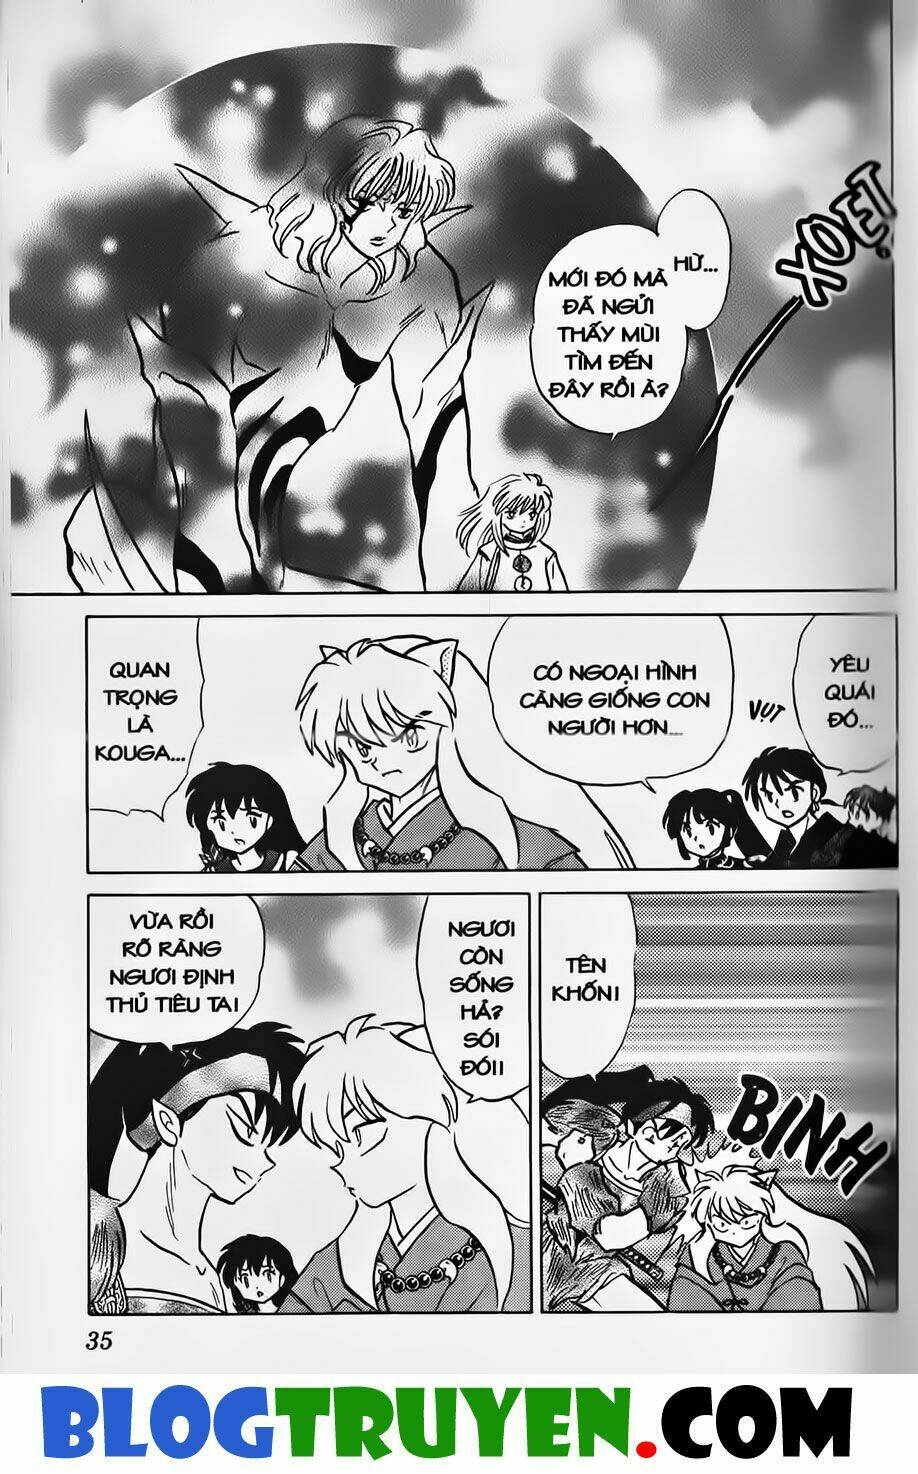 HỪ...
MỚI ĐÓ MÀ
ĐÃ NGỬI
THẤY MÙI
TÌM ĐẾN
ĐÂY RỒI À?
XOẸT
YÊU
QUÁI
ĐÓ...
VỤT
CÓ NGOẠI HÌNH
CÀNG GIỐNG CON
NGƯỜI HƠN....
QUAN
TRỌNG
LÀ
KOUGA...
TÊN
KHỐN!
BINH
NGƯƠI
CÒN
SỐNG
HẢ?
SÓI
ĐÓI!
VỪA RỒI
RÕ RÀNG
NGƯƠI ĐỊNH
THỦ TIÊU TA!
35
BLOGTRUYEN.COM